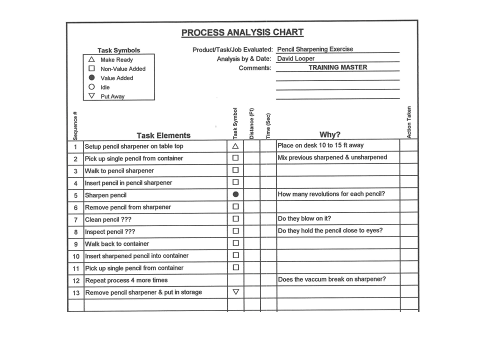 PROCESS ANALYSIS CHART
Task Symbols
△ Make Ready
□ Non-Value Added
● Value Added
○ Idle
▽ Put Away
Product/Task/Job Evaluated: Pencil Sharpening Exercise
Analysis by & Date: David Looper
Comments: TRAINING MASTER
Sequence # Task Elements Task Symbol Distance (Ft) Time (Sec) Why? Action Taken
1 Setup pencil sharpener on table top △ Place on desk 10 to 15 ft away
2 Pick up single pencil from container □ Mix previous sharpened & unsharpened
3 Walk to pencil sharpener □
4 Insert pencil in pencil sharpener □
5 Sharpen pencil ● How many revolutions for each pencil?
6 Remove pencil from sharpener □
7 Clean pencil ??? □ Do they blow on it?
8 Inspect pencil ??? □ Do they hold the pencil close to eyes?
9 Walk back to container □
10 Insert sharpened pencil into container □
11 Pick up single pencil from container □
12 Repeat process 4 more times Does the vaccum break on sharpener?
13 Remove pencil sharpener & put in storage ▽